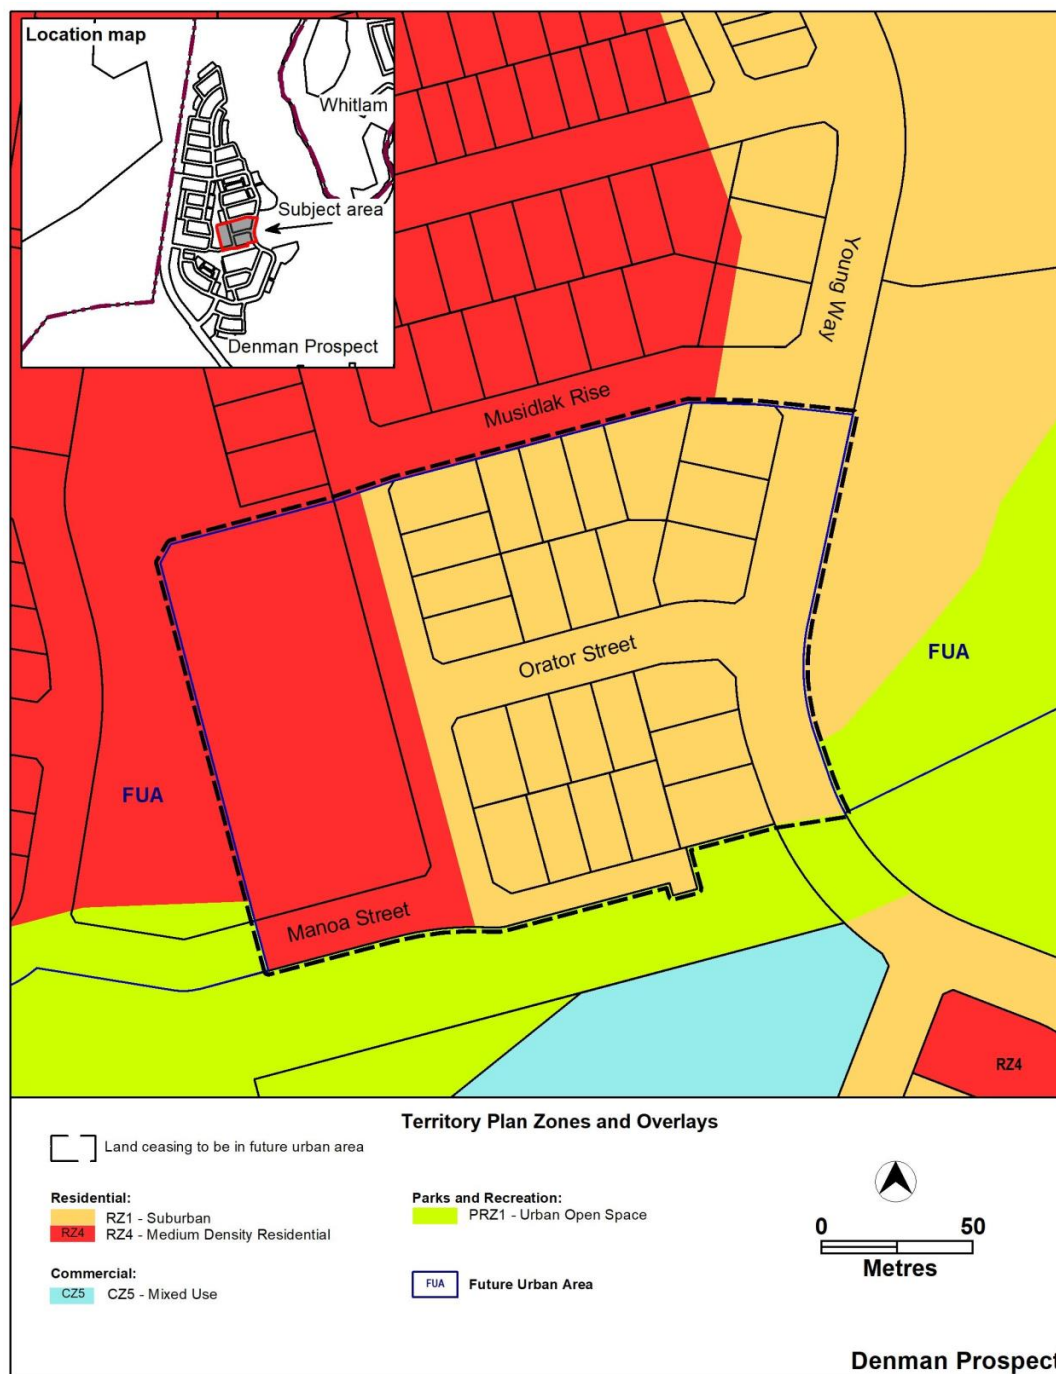 Location map
Whitlam
Subject area
Denman Prospect
Young Way
Musidlak Rise
Orator Street
FUA
FUA
Manoa Street
RZ4
Territory Plan Zones and Overlays
Land ceasing to be in future urban area
Residential:
RZ1 - Suburban
RZ4 RZ4 - Medium Density Residential
Commercial:
CZ5 CZ5 - Mixed Use
Parks and Recreation:
PRZ1 - Urban Open Space
FUA Future Urban Area
0 50
Metres
Denman Prospect